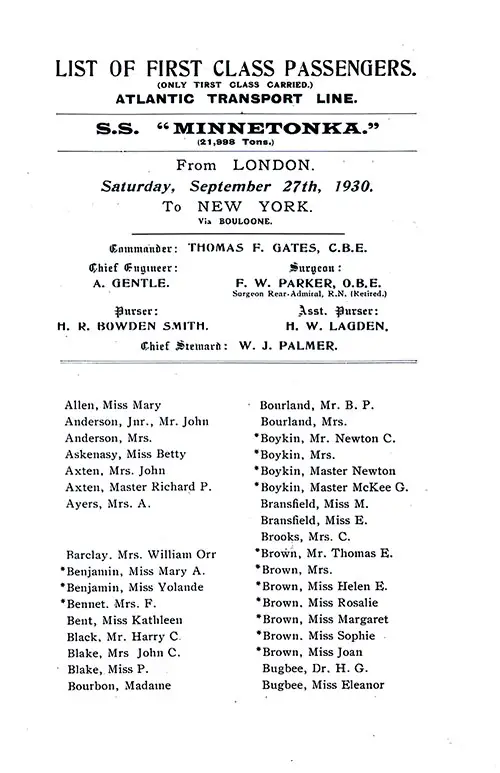 LIST OF FIRST CLASS PASSENGERS.
(ONLY FIRST CLASS CARRIED.)
ATLANTIC TRANSPORT LINE.
S.S. “MINNETONKA.”
(21,998 Tons.)
From LONDON.
Saturday, September 27th, 1930.
To NEW YORK.
Via BOULOGNE.
Commander: THOMAS F. GATES, C.B.E.
Chief Engineer:
A. GENTLE.
Surgeon:
F. W. PARKER, O.B.E.
Surgeon Rear-Admiral, R.N. (Retired.)
Purser:
H. R. BOWDEN SMITH.
Asst. Purser:
H. W. LAGDEN.
Chief Steward: W. J. PALMER.
Allen, Miss Mary
Anderson, Jnr., Mr. John
Anderson, Mrs.
Askenasy, Miss Betty
Axten, Mrs. John
Axten, Master Richard P.
Ayers, Mrs. A.
Barclay. Mrs. William Orr
*Benjamin, Miss Mary A.
*Benjamin, Miss Yolande
*Bennet. Mrs. F.
Bent, Miss Kathleen
Black, Mr. Harry C.
Blake, Mrs John C.
Blake, Miss P.
Bourbon, Madame
Bourland, Mr. B. P.
Bourland, Mrs.
*Boykin, Mr. Newton C.
*Boykin, Mrs.
*Boykin, Master Newton
*Boykin, Master McKee G.
Bransfield, Miss M.
Bransfield, Miss E.
Brooks, Mrs. C.
*Brown, Mr. Thomas E.
*Brown, Mrs.
*Brown, Miss Helen E.
*Brown. Miss Rosalie
*Brown, Miss Margaret
*Brown. Miss Sophie
*Brown, Miss Joan
Bugbee, Dr. H. G.
Bugbee, Miss Eleanor